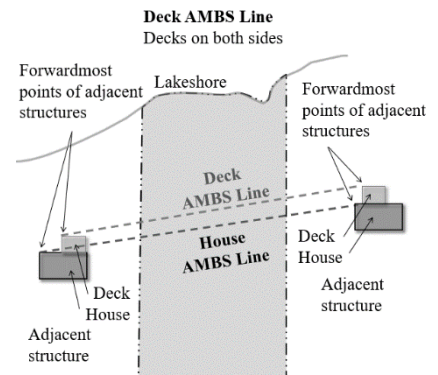 Deck AMBS Line
Decks on both sides
Forwardmost
points of adjacent
structures
Lakeshore
Forwardmost
points of adjacent
structures
Deck
AMBS Line
House
AMBS Line
Deck
House
Adjacent
structure
Deck
House
Adjacent
structure